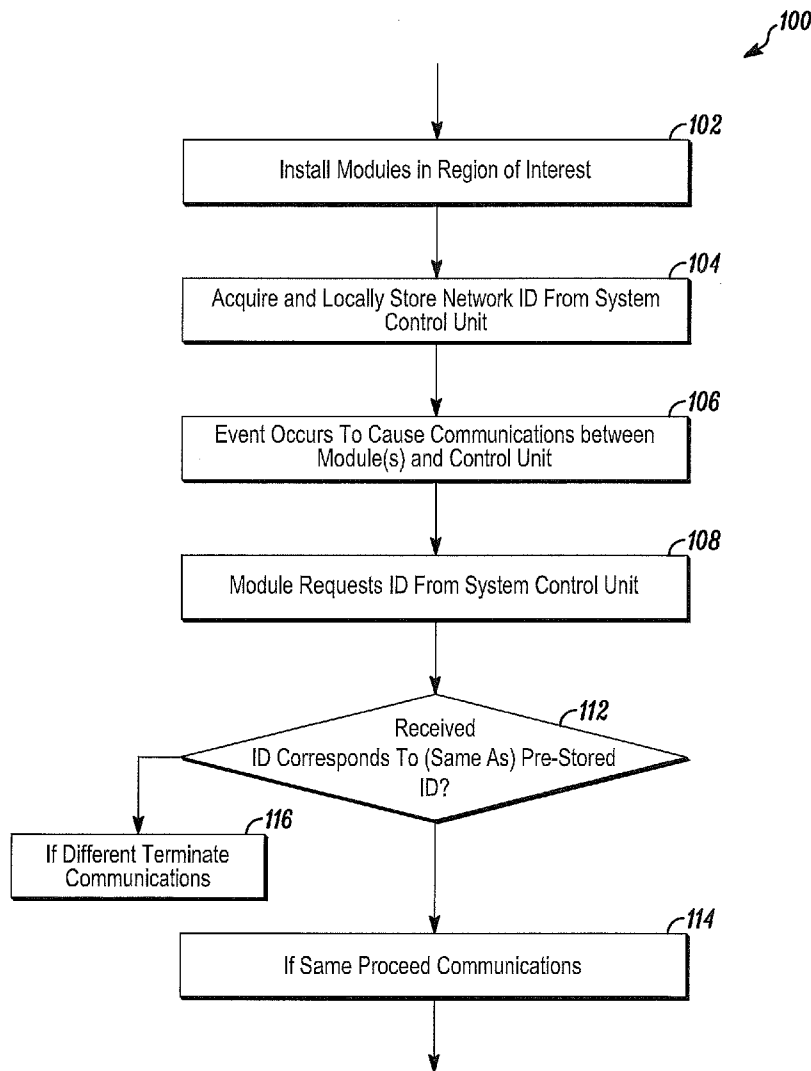 100
102
Install Modules in Region of Interest
104
Acquire and Locally Store Network ID From System
Control Unit
106
Event Occurs To Cause Communications between
Module(s) and Control Unit
108
Module Requests ID From System Control Unit
112
Received
ID Corresponds To (Same As) Pre-Stored
ID?
116
If Different Terminate
Communications
114
If Same Proceed Communications